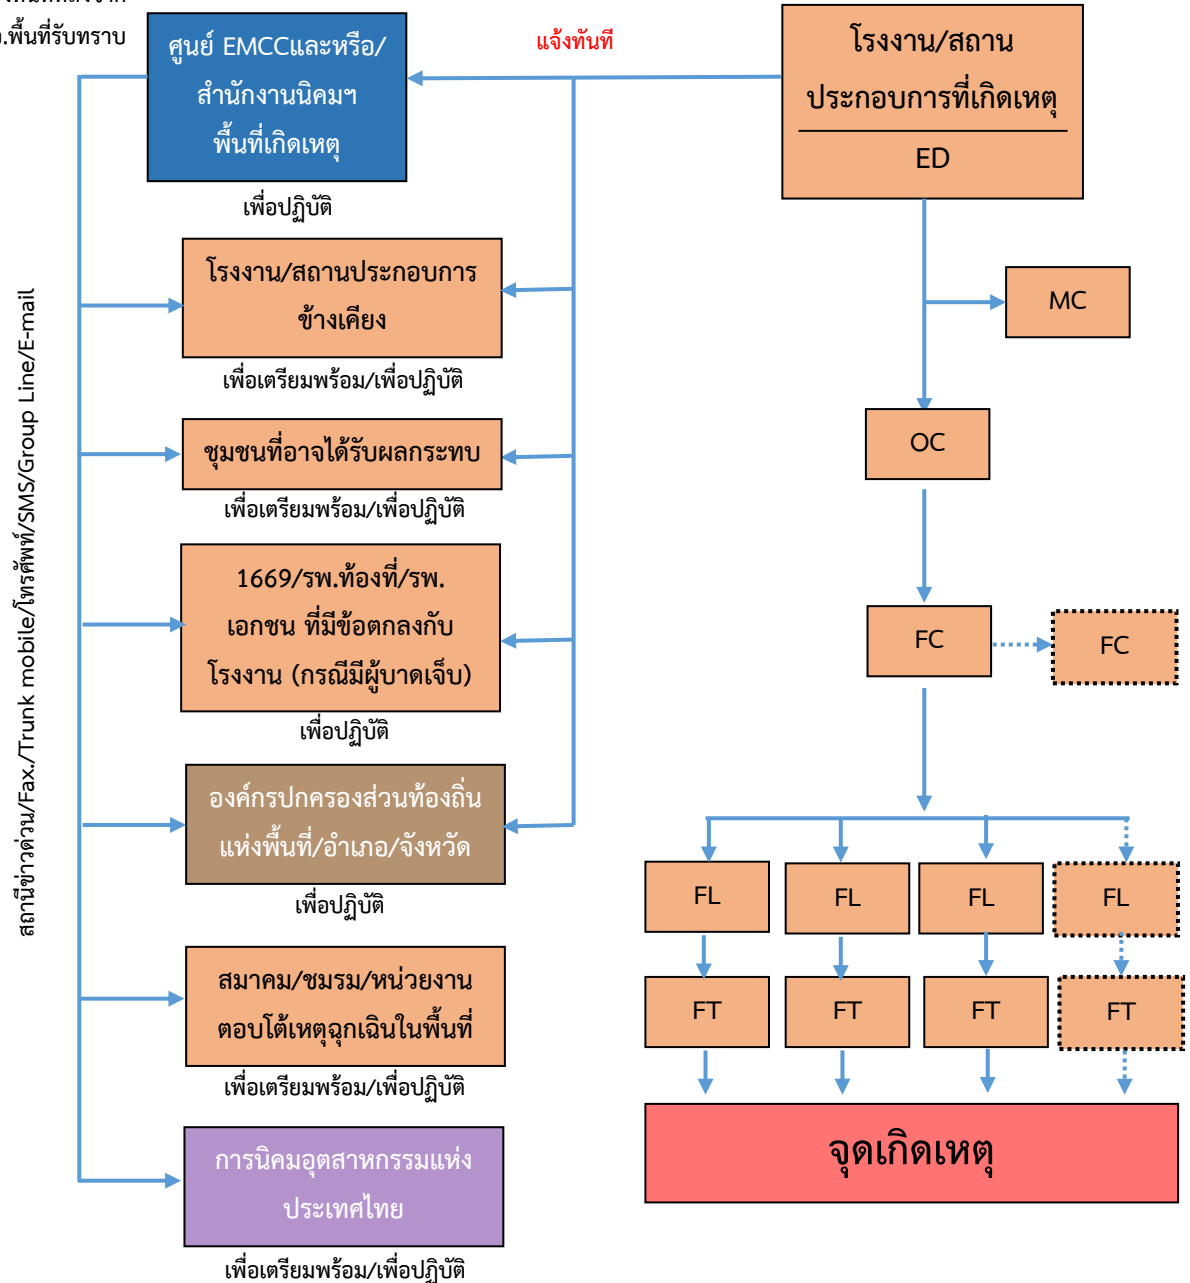 .พื้นที่รับทราบ
ศูนย์ EMCCและหรือ/
สำนักงานนิคมฯ
พื้นที่เกิดเหตุ
เพื่อปฏิบัติ
แจ้งทันที
โรงงาน/สถาน
ประกอบการที่เกิดเหตุ
ED
MC
OC
FC
FC
FL
FL
FL
FL
FT
FT
FT
FT
จุดเกิดเหตุ
โรงงาน/สถานประกอบการ
ข้างเคียง
เพื่อเตรียมพร้อม/เพื่อปฏิบัติ
ชุมชนที่อาจได้รับผลกระทบ
เพื่อเตรียมพร้อม/เพื่อปฏิบัติ
1669/รพ.ท้องที่/รพ.
เอกชน ที่มีข้อตกลงกับ
โรงงาน (กรณีมีผู้บาดเจ็บ)
เพื่อปฏิบัติ
องค์กรปกครองส่วนท้องถิ่น
แห่งพื้นที่/อำเภอ/จังหวัด
เพื่อปฏิบัติ
สมาคม/ชมรม/หน่วยงาน
ตอบโต้เหตุฉุกเฉินในพื้นที่
เพื่อเตรียมพร้อม/เพื่อปฏิบัติ
การนิคมอุตสาหกรรมแห่ง
ประเทศไทย
เพื่อเตรียมพร้อม/เพื่อปฏิบัติ
สถานีข่าวด่วน/Fax./Trunk mobile/โทรศัพท์/SMS/Group Line/E-mail